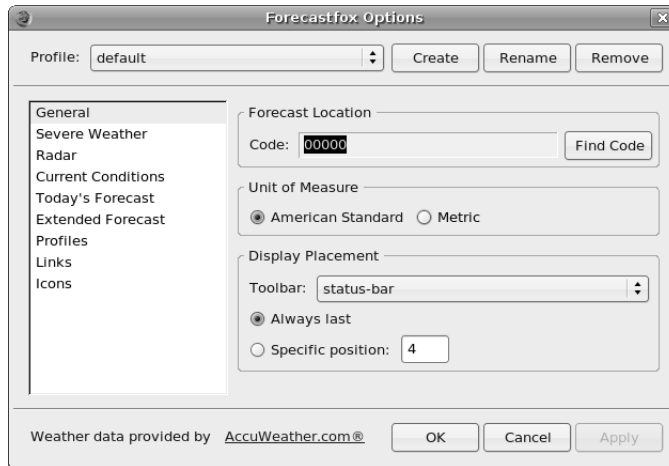 Forecastfox Options
Profile: default Create Rename Remove
General
Severe Weather
Radar
Current Conditions
Today's Forecast
Extended Forecast
Profiles
Links
Icons
Forecast Location
Code: 00000 Find Code
Unit of Measure
American Standard Metric
Display Placement
Toolbar: status-bar
Always last
Specific position: 4
Weather data provided by AccuWeather.com® OK Cancel Apply